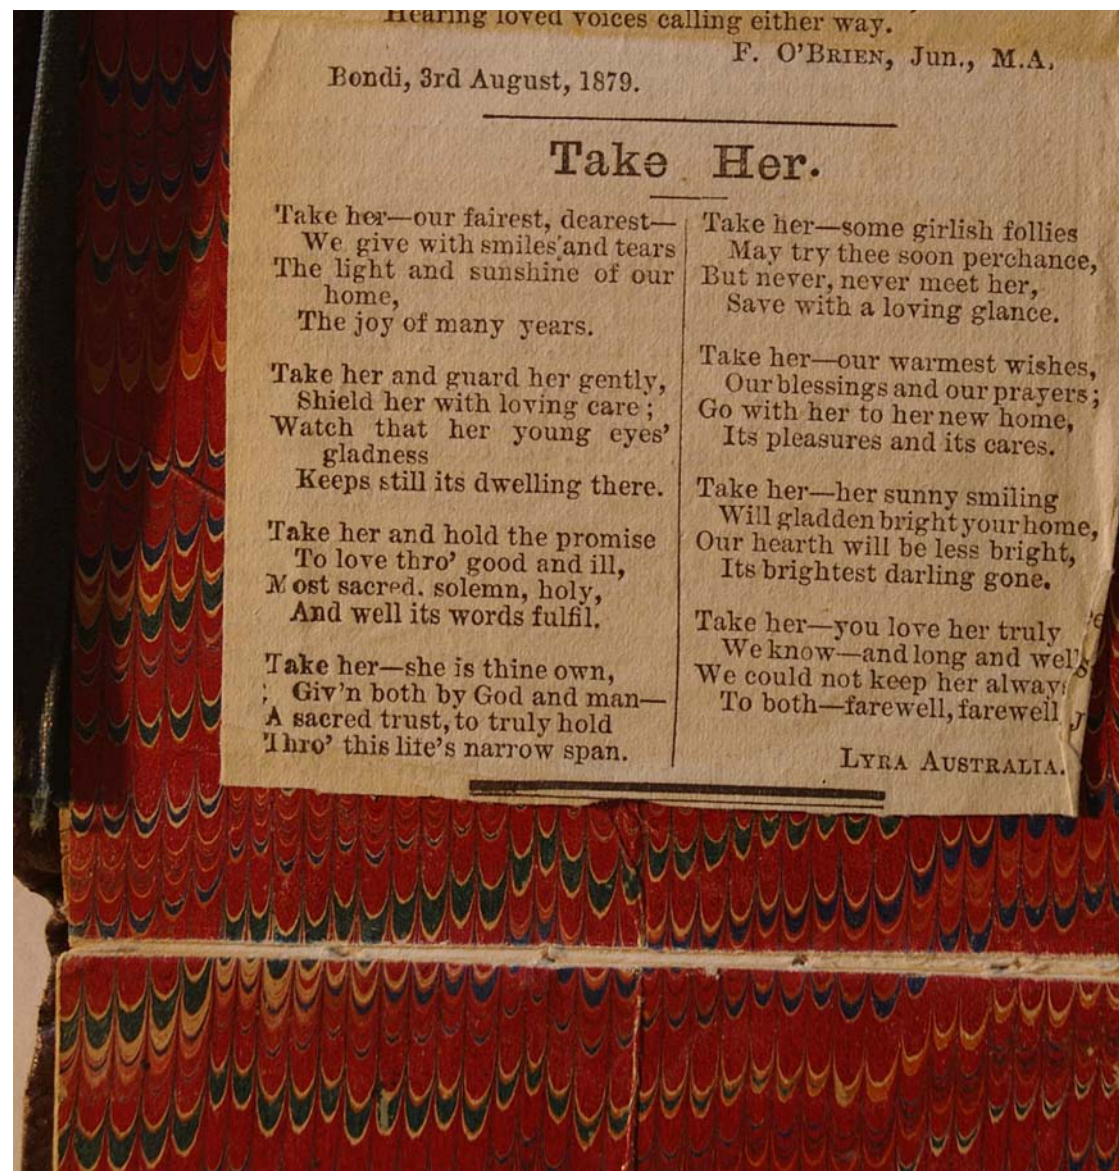 Hearing loved voices calling either way.
F. O'BRIEN, Jun., M.A.
Bondi, 3rd August, 1879.
Take Her.
Take her—our fairest, dearest—
We give with smiles and tears
The light and sunshine of our
home,
The joy of many years.
Take her and guard her gently,
Shield her with loving care;
Watch that her young eyes'
gladness
Keeps still its dwelling there.
Take her and hold the promise
To love thro' good and ill,
Most sacred. solemn, holy,
And well its words fulfil.
Take her—she is thine own,
Giv'n both by God and man—
A sacred trust, to truly hold
Thro' this life's narrow span.
Take her—some girlish follies
May try thee soon perchance,
But never, never meet her,
Save with a loving glance.
Take her—our warmest wishes,
Our blessings and our prayers;
Go with her to her new home,
Its pleasures and its cares.
Take her—her sunny smiling
Will gladden bright your home,
Our hearth will be less bright,
Its brightest darling gone.
Take her—you love her truly
We know—and long and well
We could not keep her always
To both—farewell, farewell
LYRA AUSTRALIA.